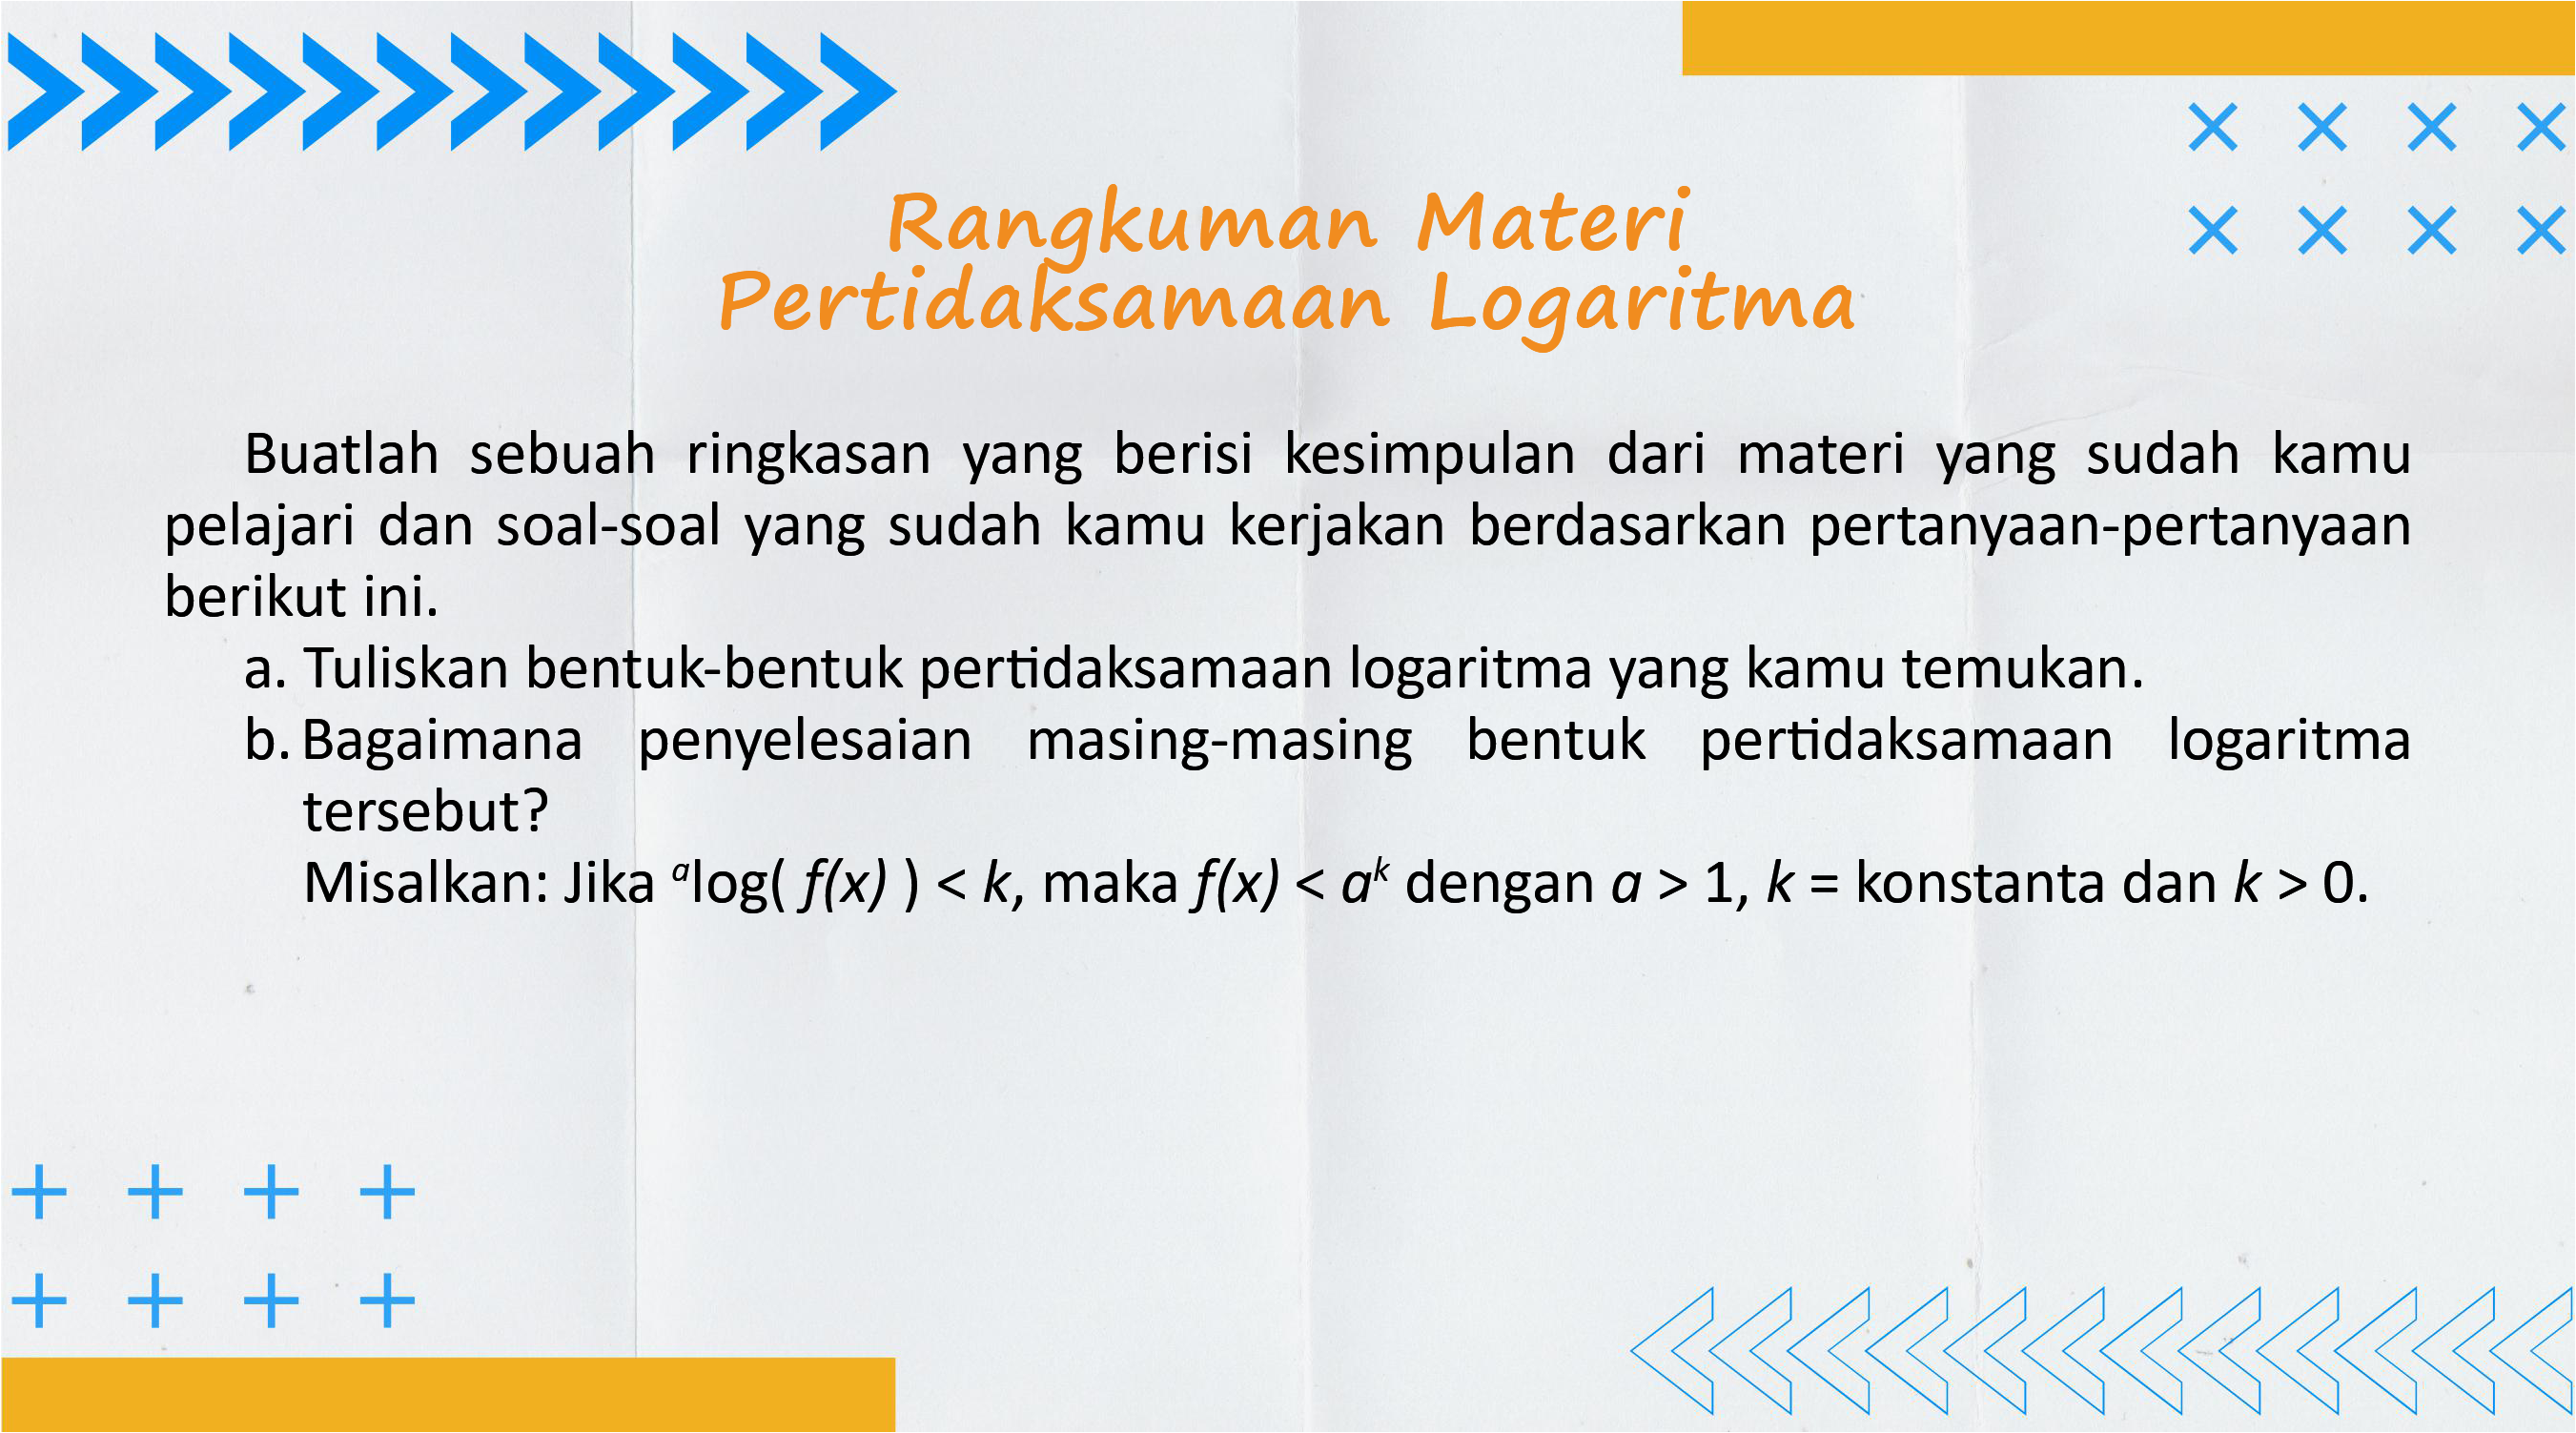 Rangkuman Materi
Pertidaksamaan Logaritma
Buatlah sebuah ringkasan yang berisi kesimpulan dari materi yang sudah kamu
pelajari dan soal-soal yang sudah kamu kerjakan berdasarkan pertanyaan-pertanyaan
berikut ini.
a. Tuliskan bentuk-bentuk pertidaksamaan logaritma yang kamu temukan.
b. Bagaimana penyelesaian masing-masing bentuk pertidaksamaan logaritma
tersebut?
Misalkan: Jika ᵃlog( f(x) ) < k, maka f(x) < aᵏ dengan a > 1, k = konstanta dan k > 0.